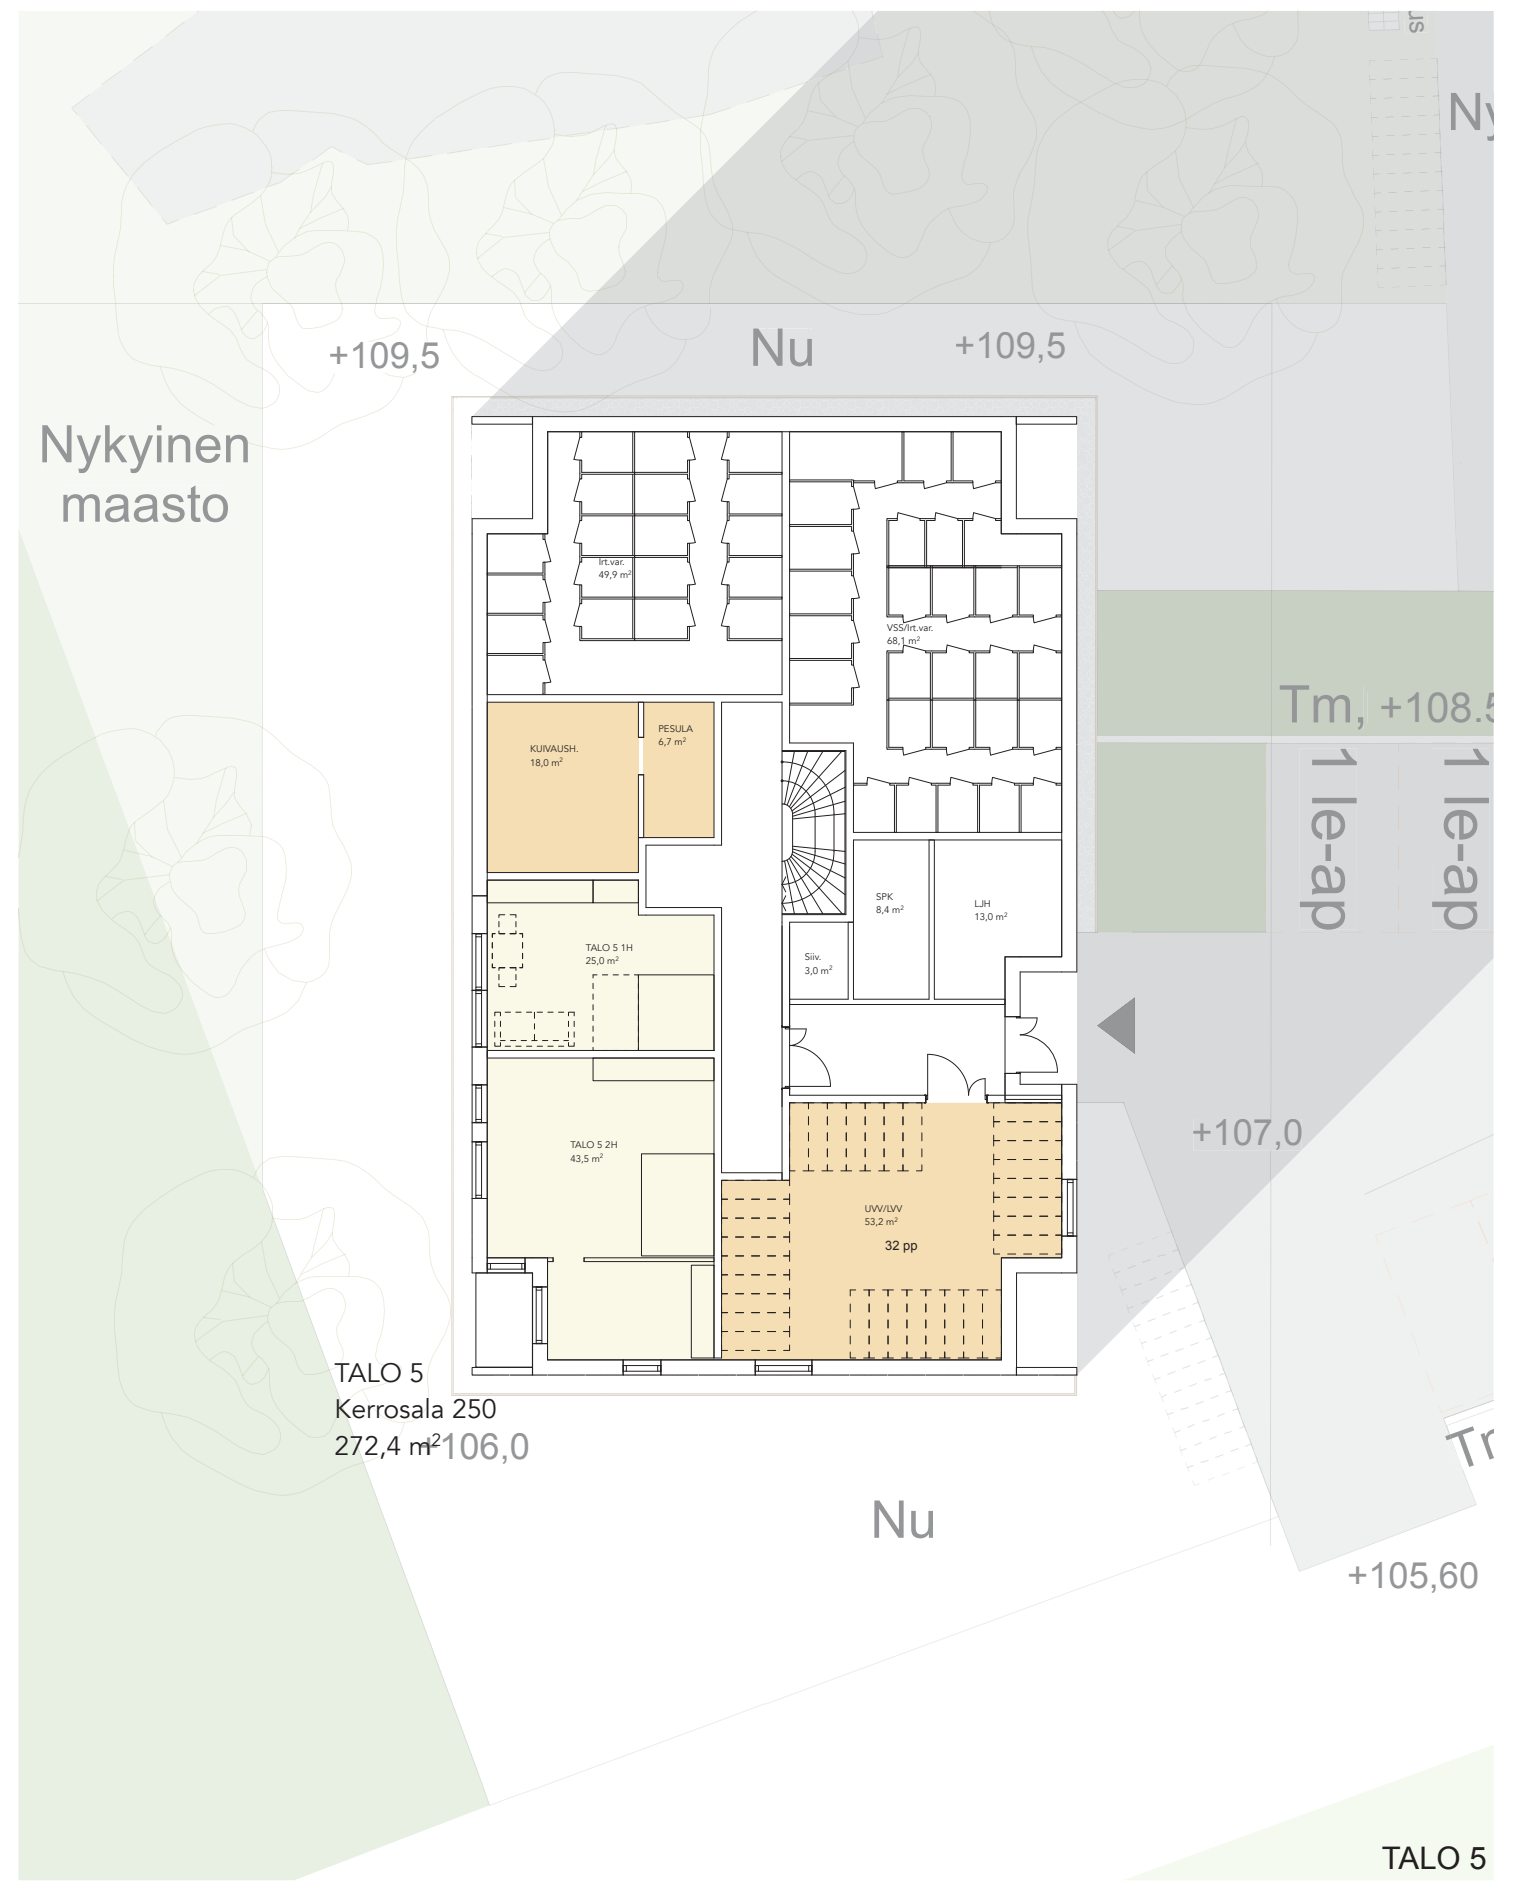 Ny
+109,5
Nu
+109,5
Nykyinen
maasto
Irt.var.
49,9 m²
VSS/Irt.var.
68,1 m²
Tm, +108.5
KUIVAUSH.
18,0 m²
PESULA
6,7 m²
1 le-ap
1 le-ap
SPK
8,4 m²
LJH
13,0 m²
TALO 5 1H
25,0 m²
Siiv.
3,0 m²
+107,0
TALO 5 2H
43,5 m²
UVV/LVV
53,2 m²
32 pp
TALO 5
Kerrosala 250
272,4 m²
+106,0
Nu
+105,60
TALO 5